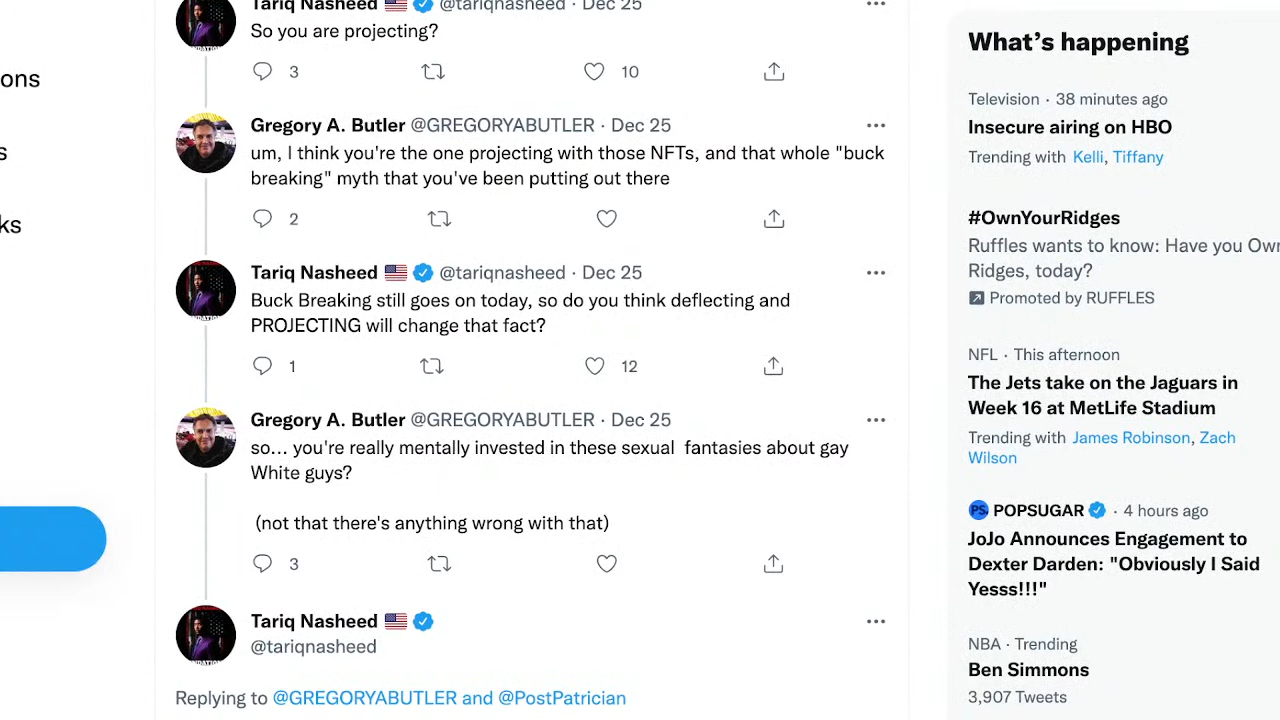 Tariq Nasheed @tariqnasheed · Dec 25
So you are projecting?
3 10
Gregory A. Butler @GREGORYABUTLER · Dec 25
um, I think you're the one projecting with those NFTs, and that whole "buck
breaking" myth that you've been putting out there
2
Tariq Nasheed @tariqnasheed · Dec 25
Buck Breaking still goes on today, so do you think deflecting and
PROJECTING will change that fact?
1 12
Gregory A. Butler @GREGORYABUTLER · Dec 25
so... you're really mentally invested in these sexual fantasies about gay
White guys?
(not that there's anything wrong with that)
3
Tariq Nasheed
@tariqnasheed
Replying to @GREGORYABUTLER and @PostPatrician
ons
s
ks
What's happening
Television · 38 minutes ago
Insecure airing on HBO
Trending with Kelli, Tiffany
#OwnYourRidges
Ruffles wants to know: Have you Own
Ridges, today?
Promoted by RUFFLES
NFL · This afternoon
The Jets take on the Jaguars in
Week 16 at MetLife Stadium
Trending with James Robinson, Zach
Wilson
PS. POPSUGAR · 4 hours ago
JoJo Announces Engagement to
Dexter Darden: "Obviously I Said
Yesss!!!"
NBA · Trending
Ben Simmons
3,907 Tweets